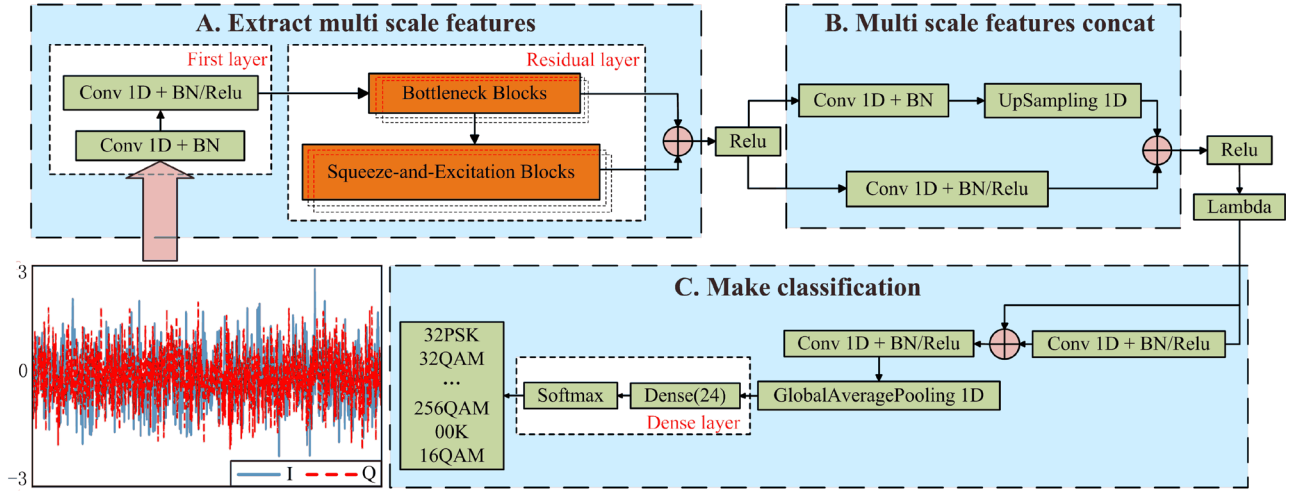 A. Extract multi scale features
First layer
Conv 1D + BN/Relu
Conv 1D + BN
Residual layer
Bottleneck Blocks
Squeeze-and-Excitation Blocks
Relu
B. Multi scale features concat
Conv 1D + BN
UpSampling 1D
Conv 1D + BN/Relu
Relu
Lambda
3
0
−3
I
Q
C. Make classification
Conv 1D + BN/Relu
Conv 1D + BN/Relu
GlobalAveragePooling 1D
Dense(24)
Softmax
Dense layer
32PSK
32QAM
...
256QAM
00K
16QAM